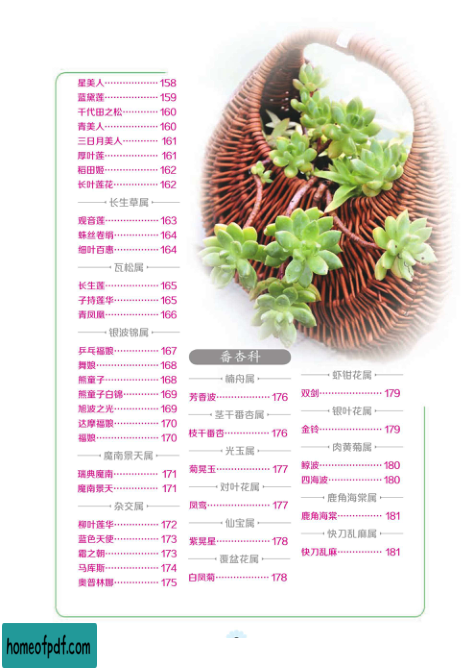 星美人 158
蓝黛莲 159
千代田之松 160
青美人 160
三日月美人 161
厚叶莲 161
稻田姬 162
长叶莲花 162
长生草属
观音莲 163
蛛丝卷绢 164
细叶百惠 164
瓦松属
长生莲 165
子持莲华 165
青凤凰 166
银波锦属
乒乓福娘 167
舞娘 168
熊童子 168
熊童子白锦 169
旭波之光 169
达摩福娘 170
福娘 170
魔南景天属
瑞典魔南 171
魔南景天 171
杂交属
柳叶莲华 172
蓝色天使 173
霜之朝 173
马库斯 174
奥普林娜 175
番杏科
舫舟属
芳香波 176
茎干番杏属
枝干番杏 176
光玉属
菊晃玉 177
对叶花属
凤鸾 177
仙宝属
紫晃星 178
覆盆花属
白凤菊 178
虾钳花属
双剑 179
银叶花属
金铃 179
肉黄菊属
鲸波 180
四海波 180
鹿角海棠属
鹿角海棠 181
快刀乱麻属
快刀乱麻 181
homeofpdf.com